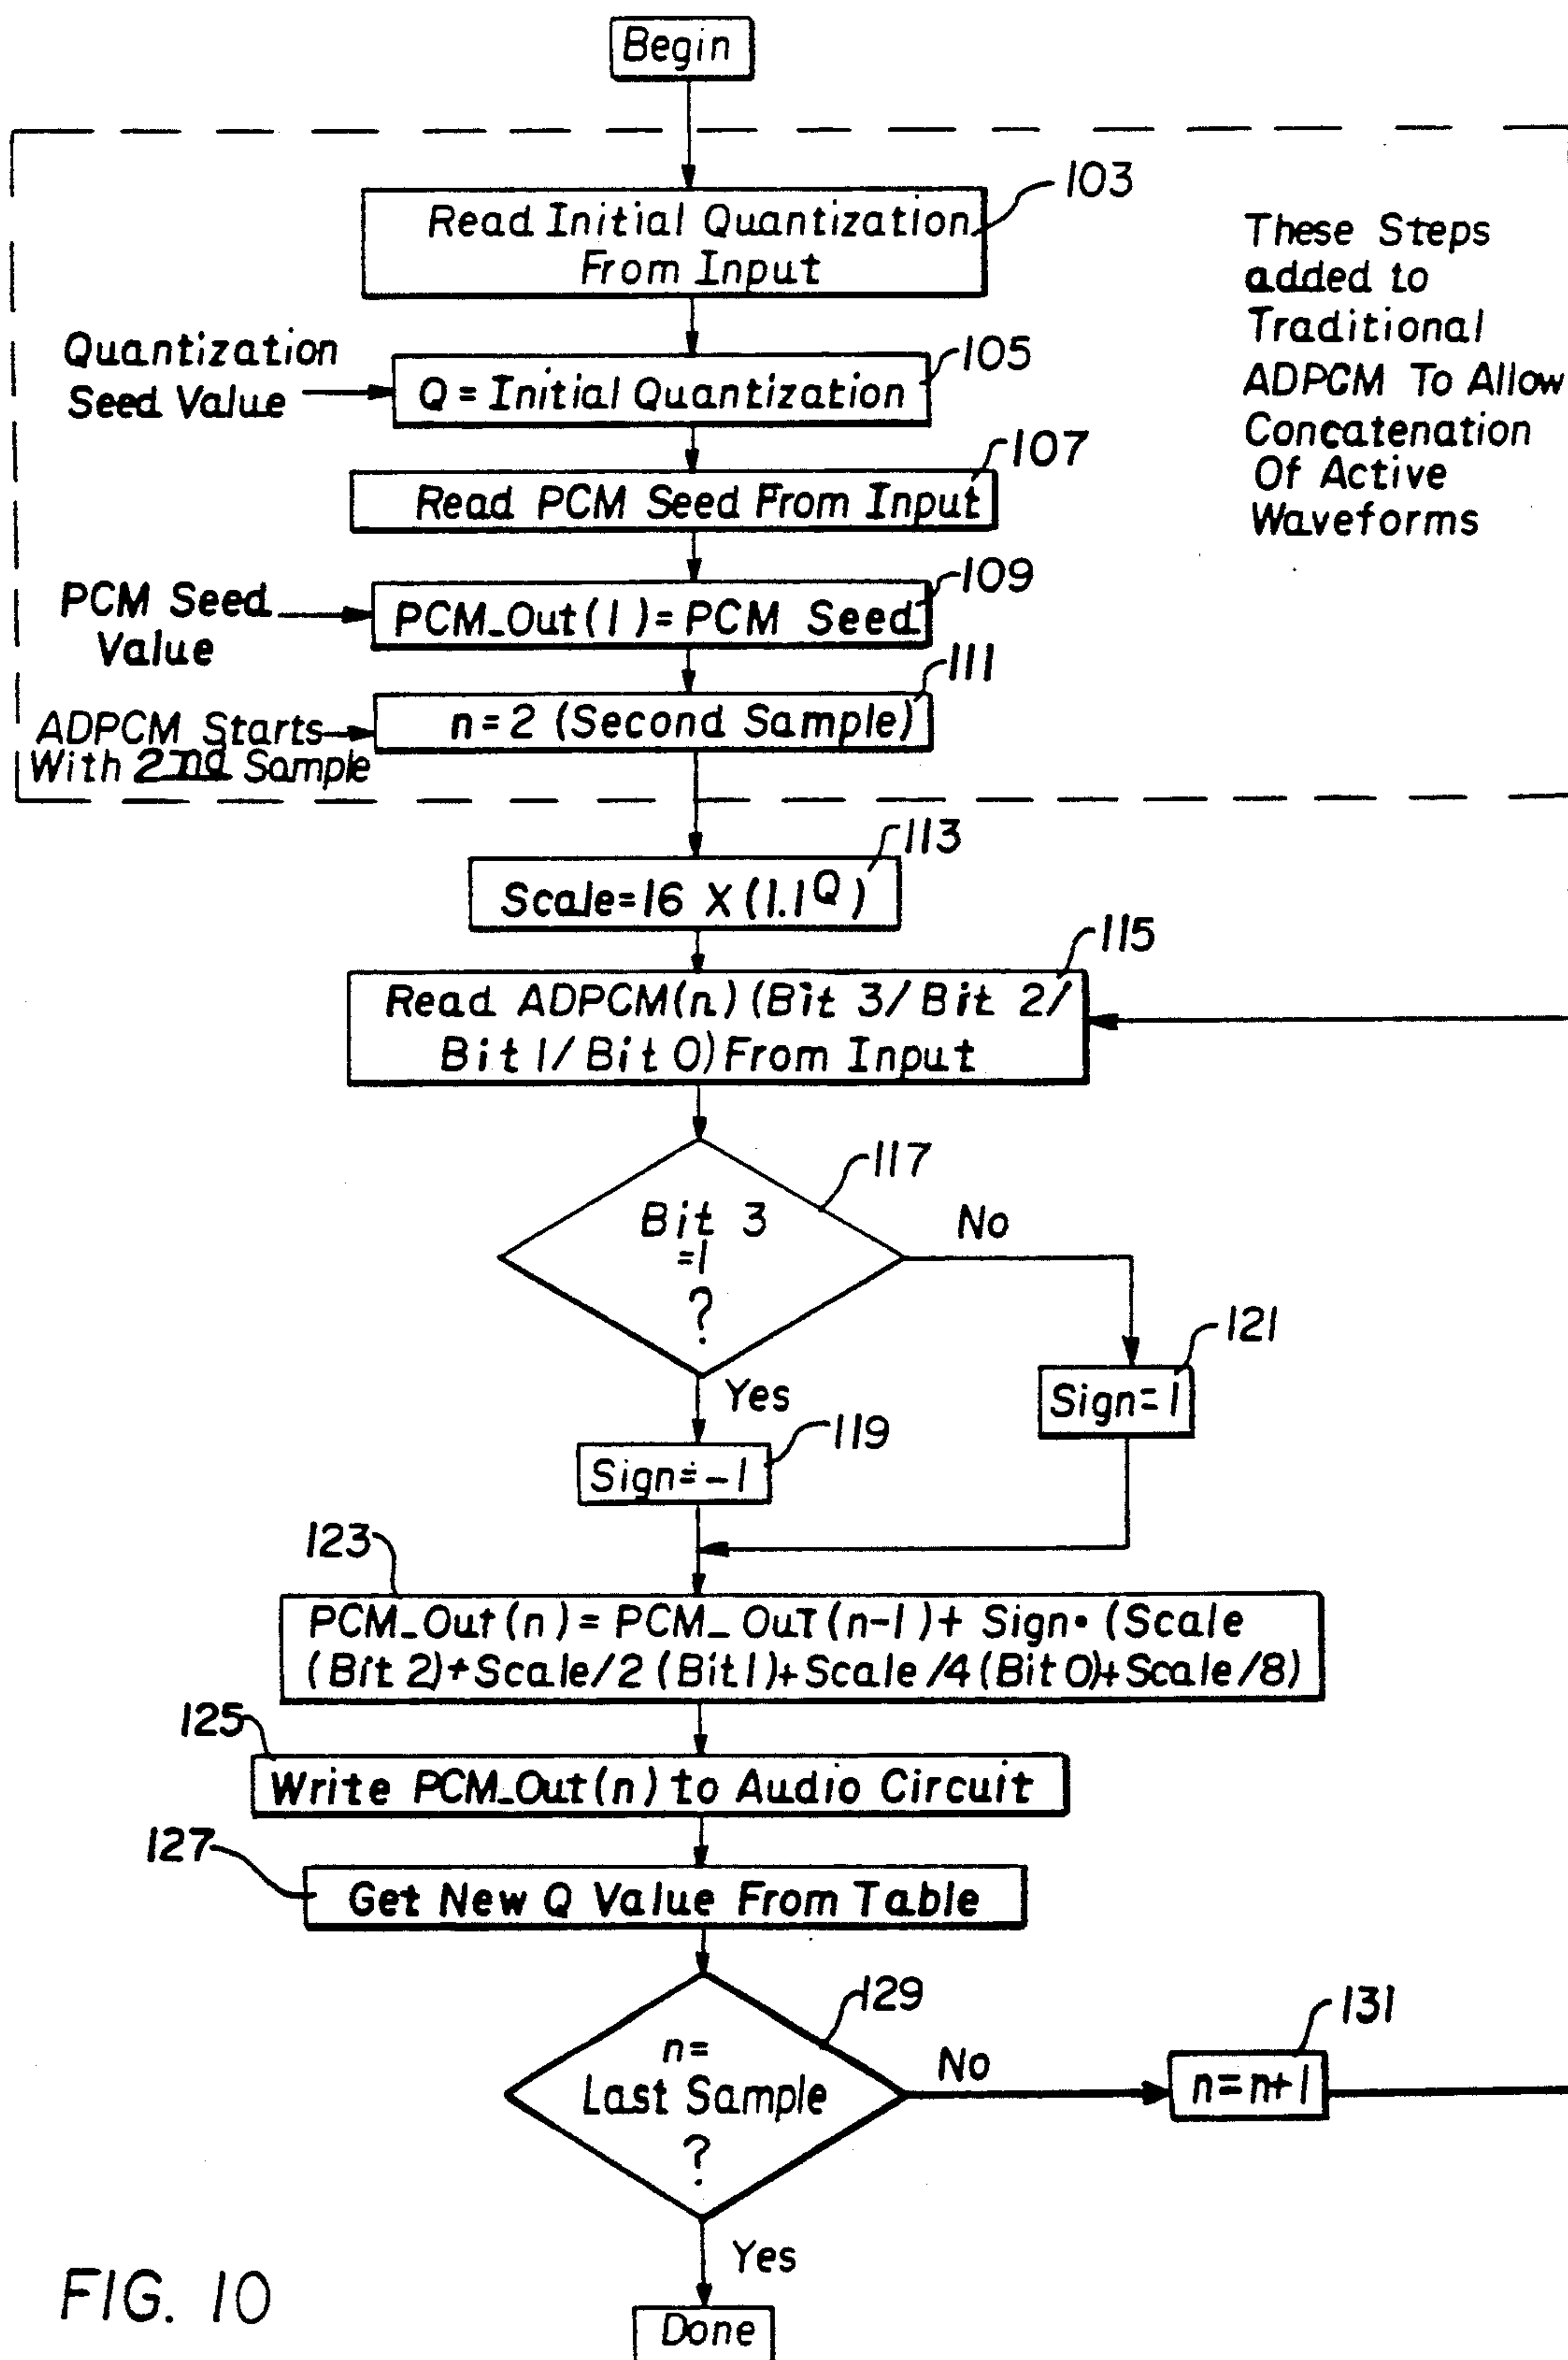 Begin
103
Read Initial Quantization
From Input
These Steps
added to
Traditional
ADPCM To Allow
Concatenation
Of Active
Waveforms
Quantization
Seed Value
105
Q = Initial Quantization
107
Read PCM Seed From Input
109
PCM Seed
Value
PCM_Out(1)=PCM Seed
111
ADPCM Starts
With 2nd Sample
n=2 (Second Sample)
113
Scale=16 X (1.1^Q)
115
Read ADPCM(n) (Bit 3/Bit 2/
Bit 1/Bit 0) From Input
117
Bit 3
=1
?
No
121
Sign=1
Yes
119
Sign=-1
123
PCM_Out(n)=PCM_Out(n-1)+ Sign•(Scale
(Bit 2)+Scale/2 (Bit1)+Scale/4 (Bit 0)+Scale/8)
125
Write PCM_Out(n) to Audio Circuit
127
Get New Q Value From Table
129
n=
Last Sample
?
No
131
n=n+1
Yes
Done
FIG. 10